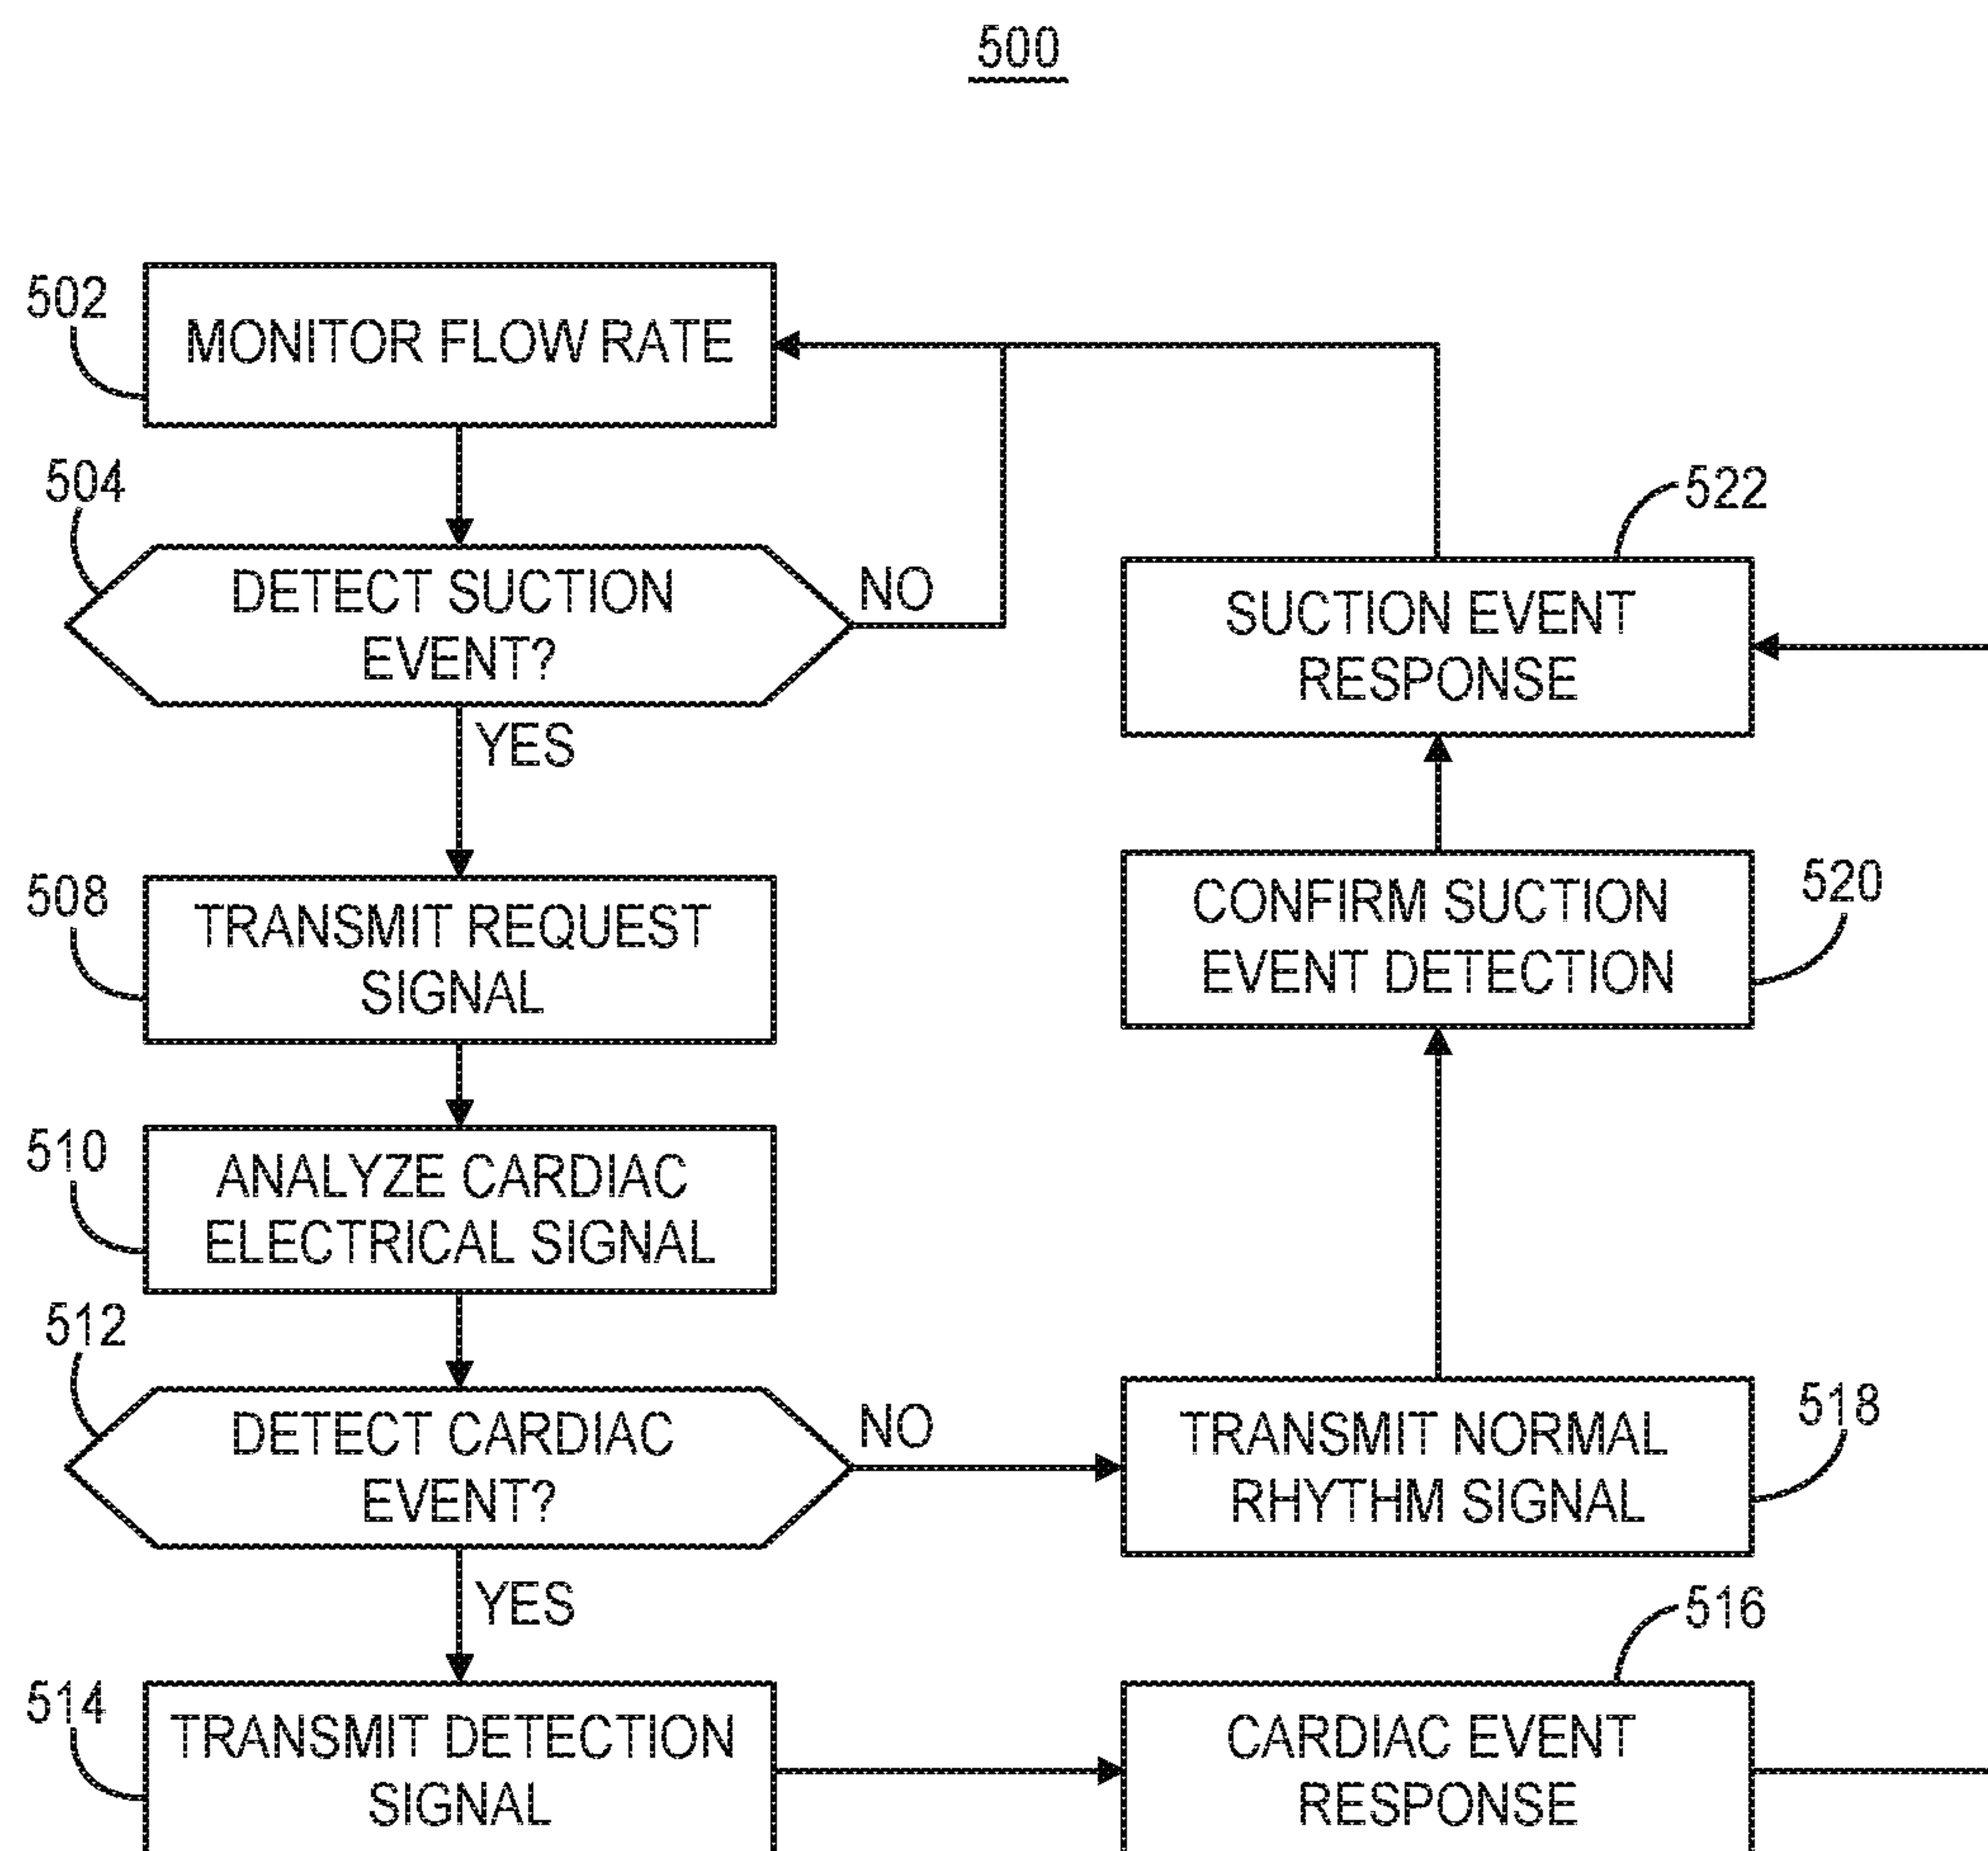 500
502
MONITOR FLOW RATE
504
DETECT SUCTION
EVENT?
NO
YES
522
SUCTION EVENT
RESPONSE
508
TRANSMIT REQUEST
SIGNAL
520
CONFIRM SUCTION
EVENT DETECTION
510
ANALYZE CARDIAC
ELECTRICAL SIGNAL
512
DETECT CARDIAC
EVENT?
NO
YES
518
TRANSMIT NORMAL
RHYTHM SIGNAL
514
TRANSMIT DETECTION
SIGNAL
516
CARDIAC EVENT
RESPONSE